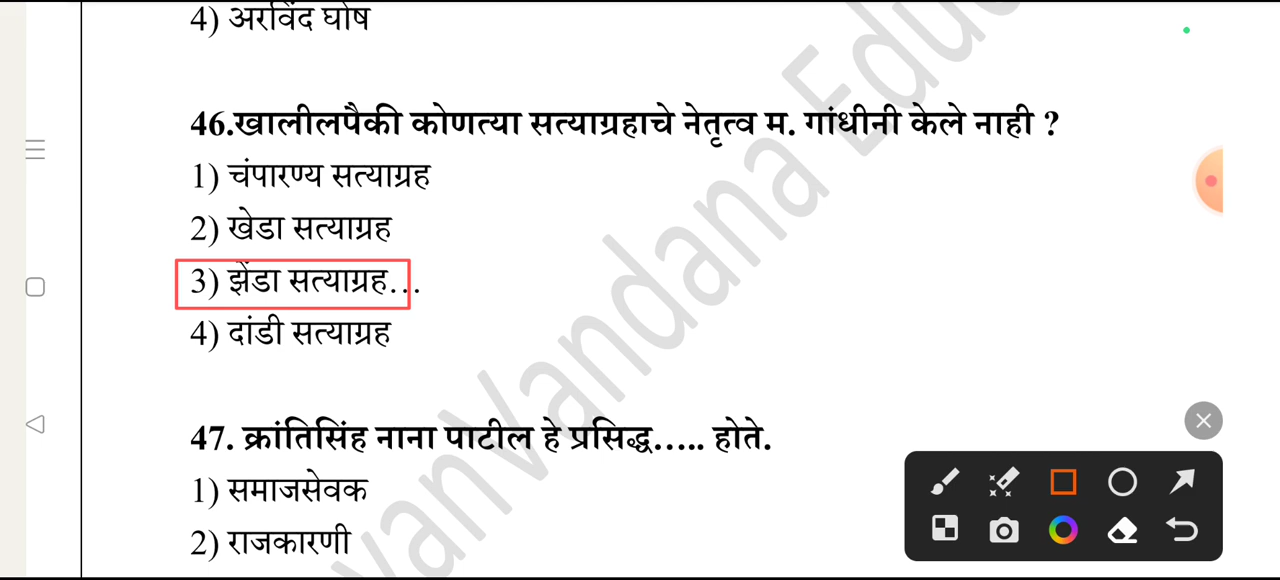 4) अरविंद घोष
46.खालीलपैकी कोणत्या सत्याग्रहाचे नेतृत्व म. गांधीनी केले नाही ?
1) चंपारण्य सत्याग्रह
2) खेडा सत्याग्रह
3) झेंडा सत्याग्रह...
4) दांडी सत्याग्रह
47. क्रांतिसिंह नाना पाटील हे प्रसिद्ध..... होते.
1) समाजसेवक
2) राजकारणी